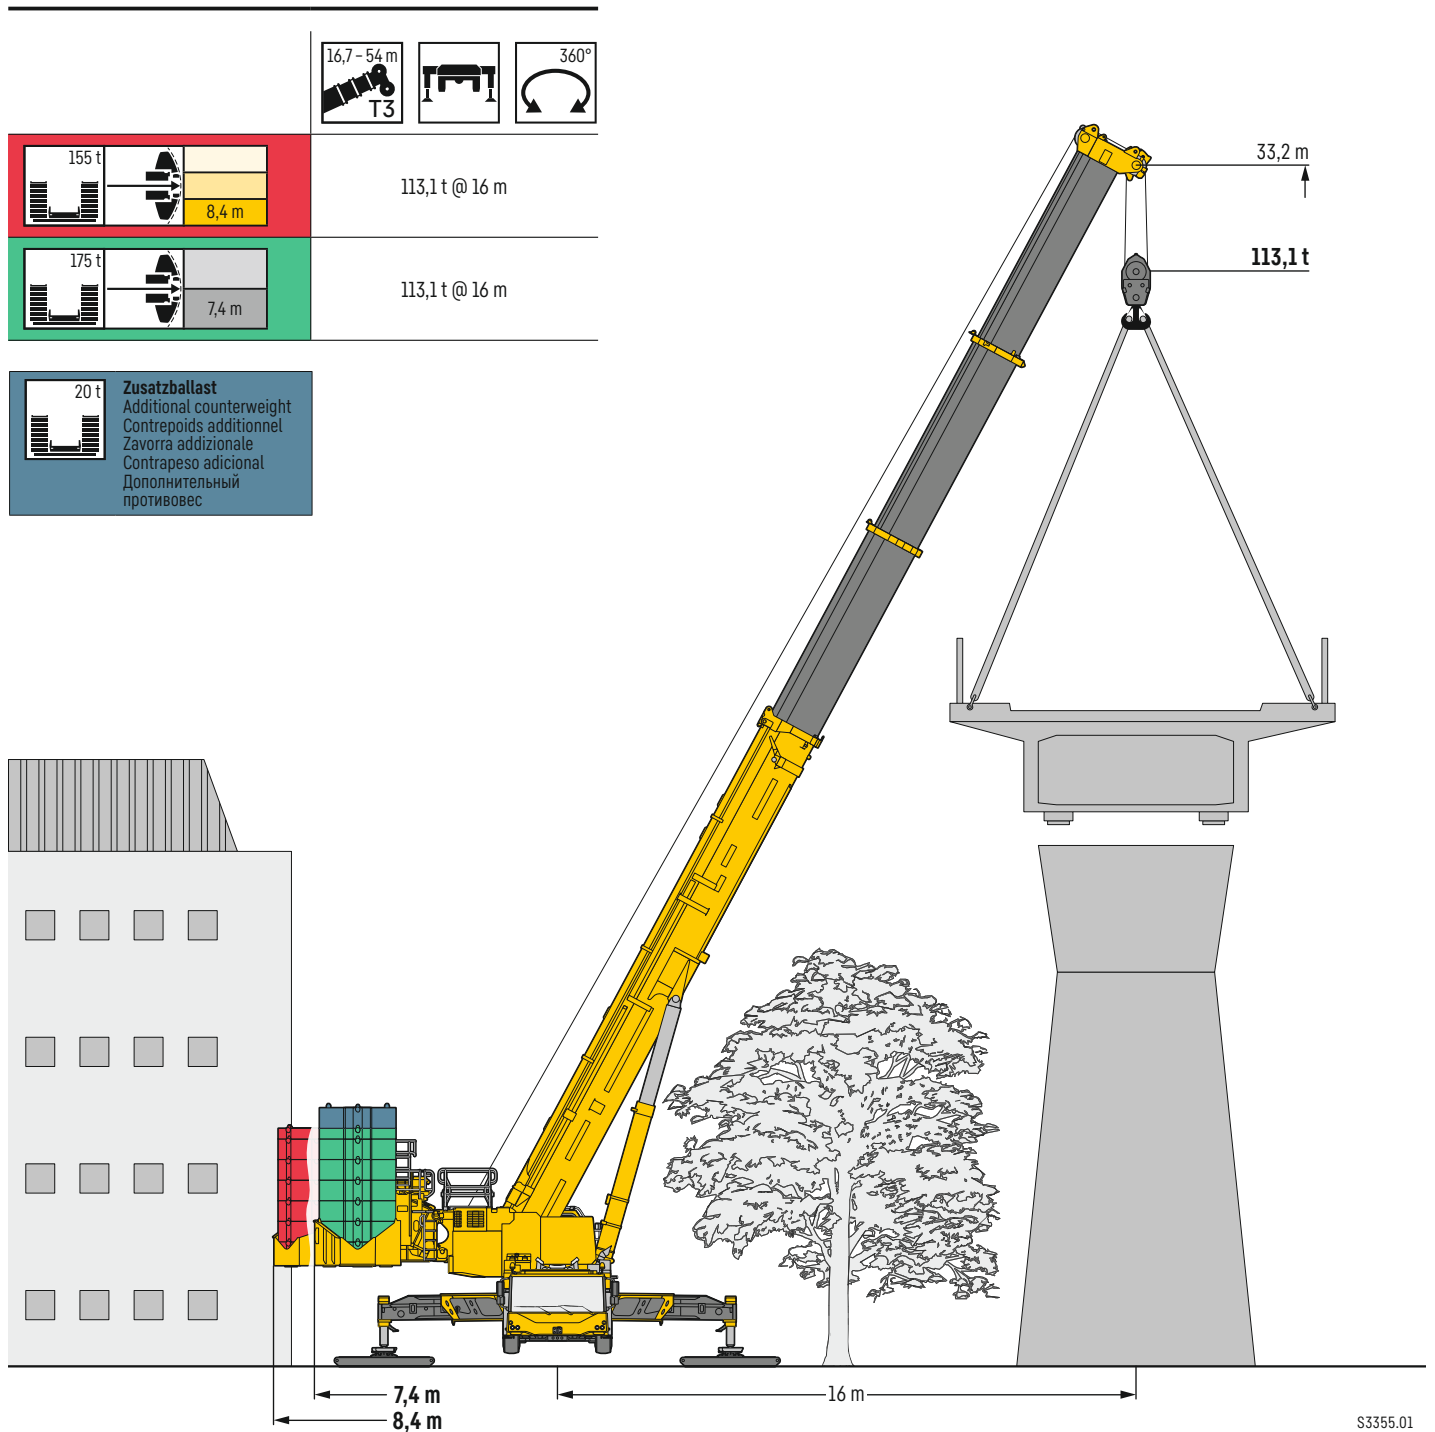 16,7 – 54 m
T3
360°
155 t
8,4 m
113,1 t @ 16 m
175 t
7,4 m
113,1 t @ 16 m
20 t
Zusatzballast
Additional counterweight
Contrepoids additionnel
Zavorra addizionale
Contrapeso adicional
Дополнительный
противовес
33,2 m
113,1 t
7,4 m
8,4 m
16 m
S3355.01